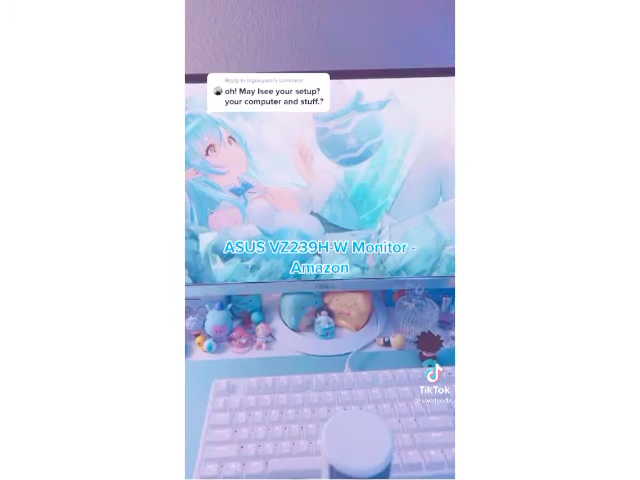 oh! May Isee your setup?
your computer and stuff.?
ASUS VZ239H-W Monitor -
Amazon
TikTok